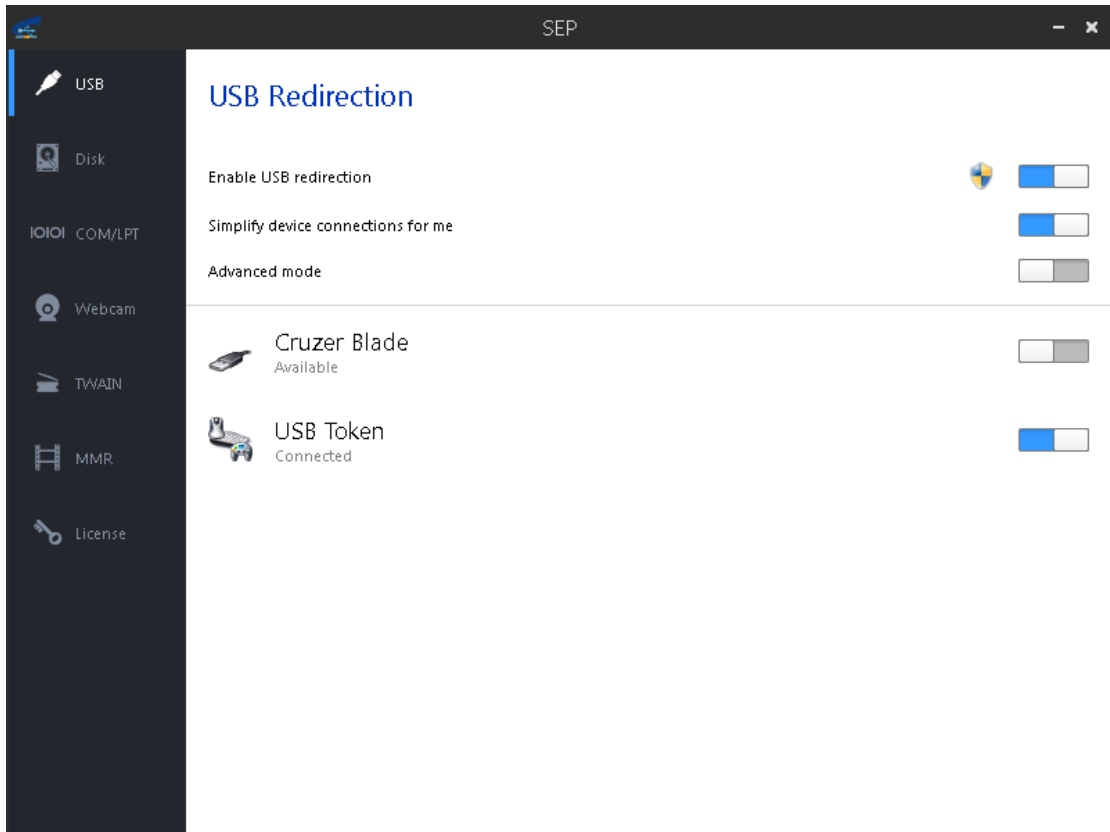 SEP
USB
Disk
COM/LPT
Webcam
TWAIN
MMR
License
USB Redirection
Enable USB redirection
Simplify device connections for me
Advanced mode
Cruzer Blade
Available
USB Token
Connected